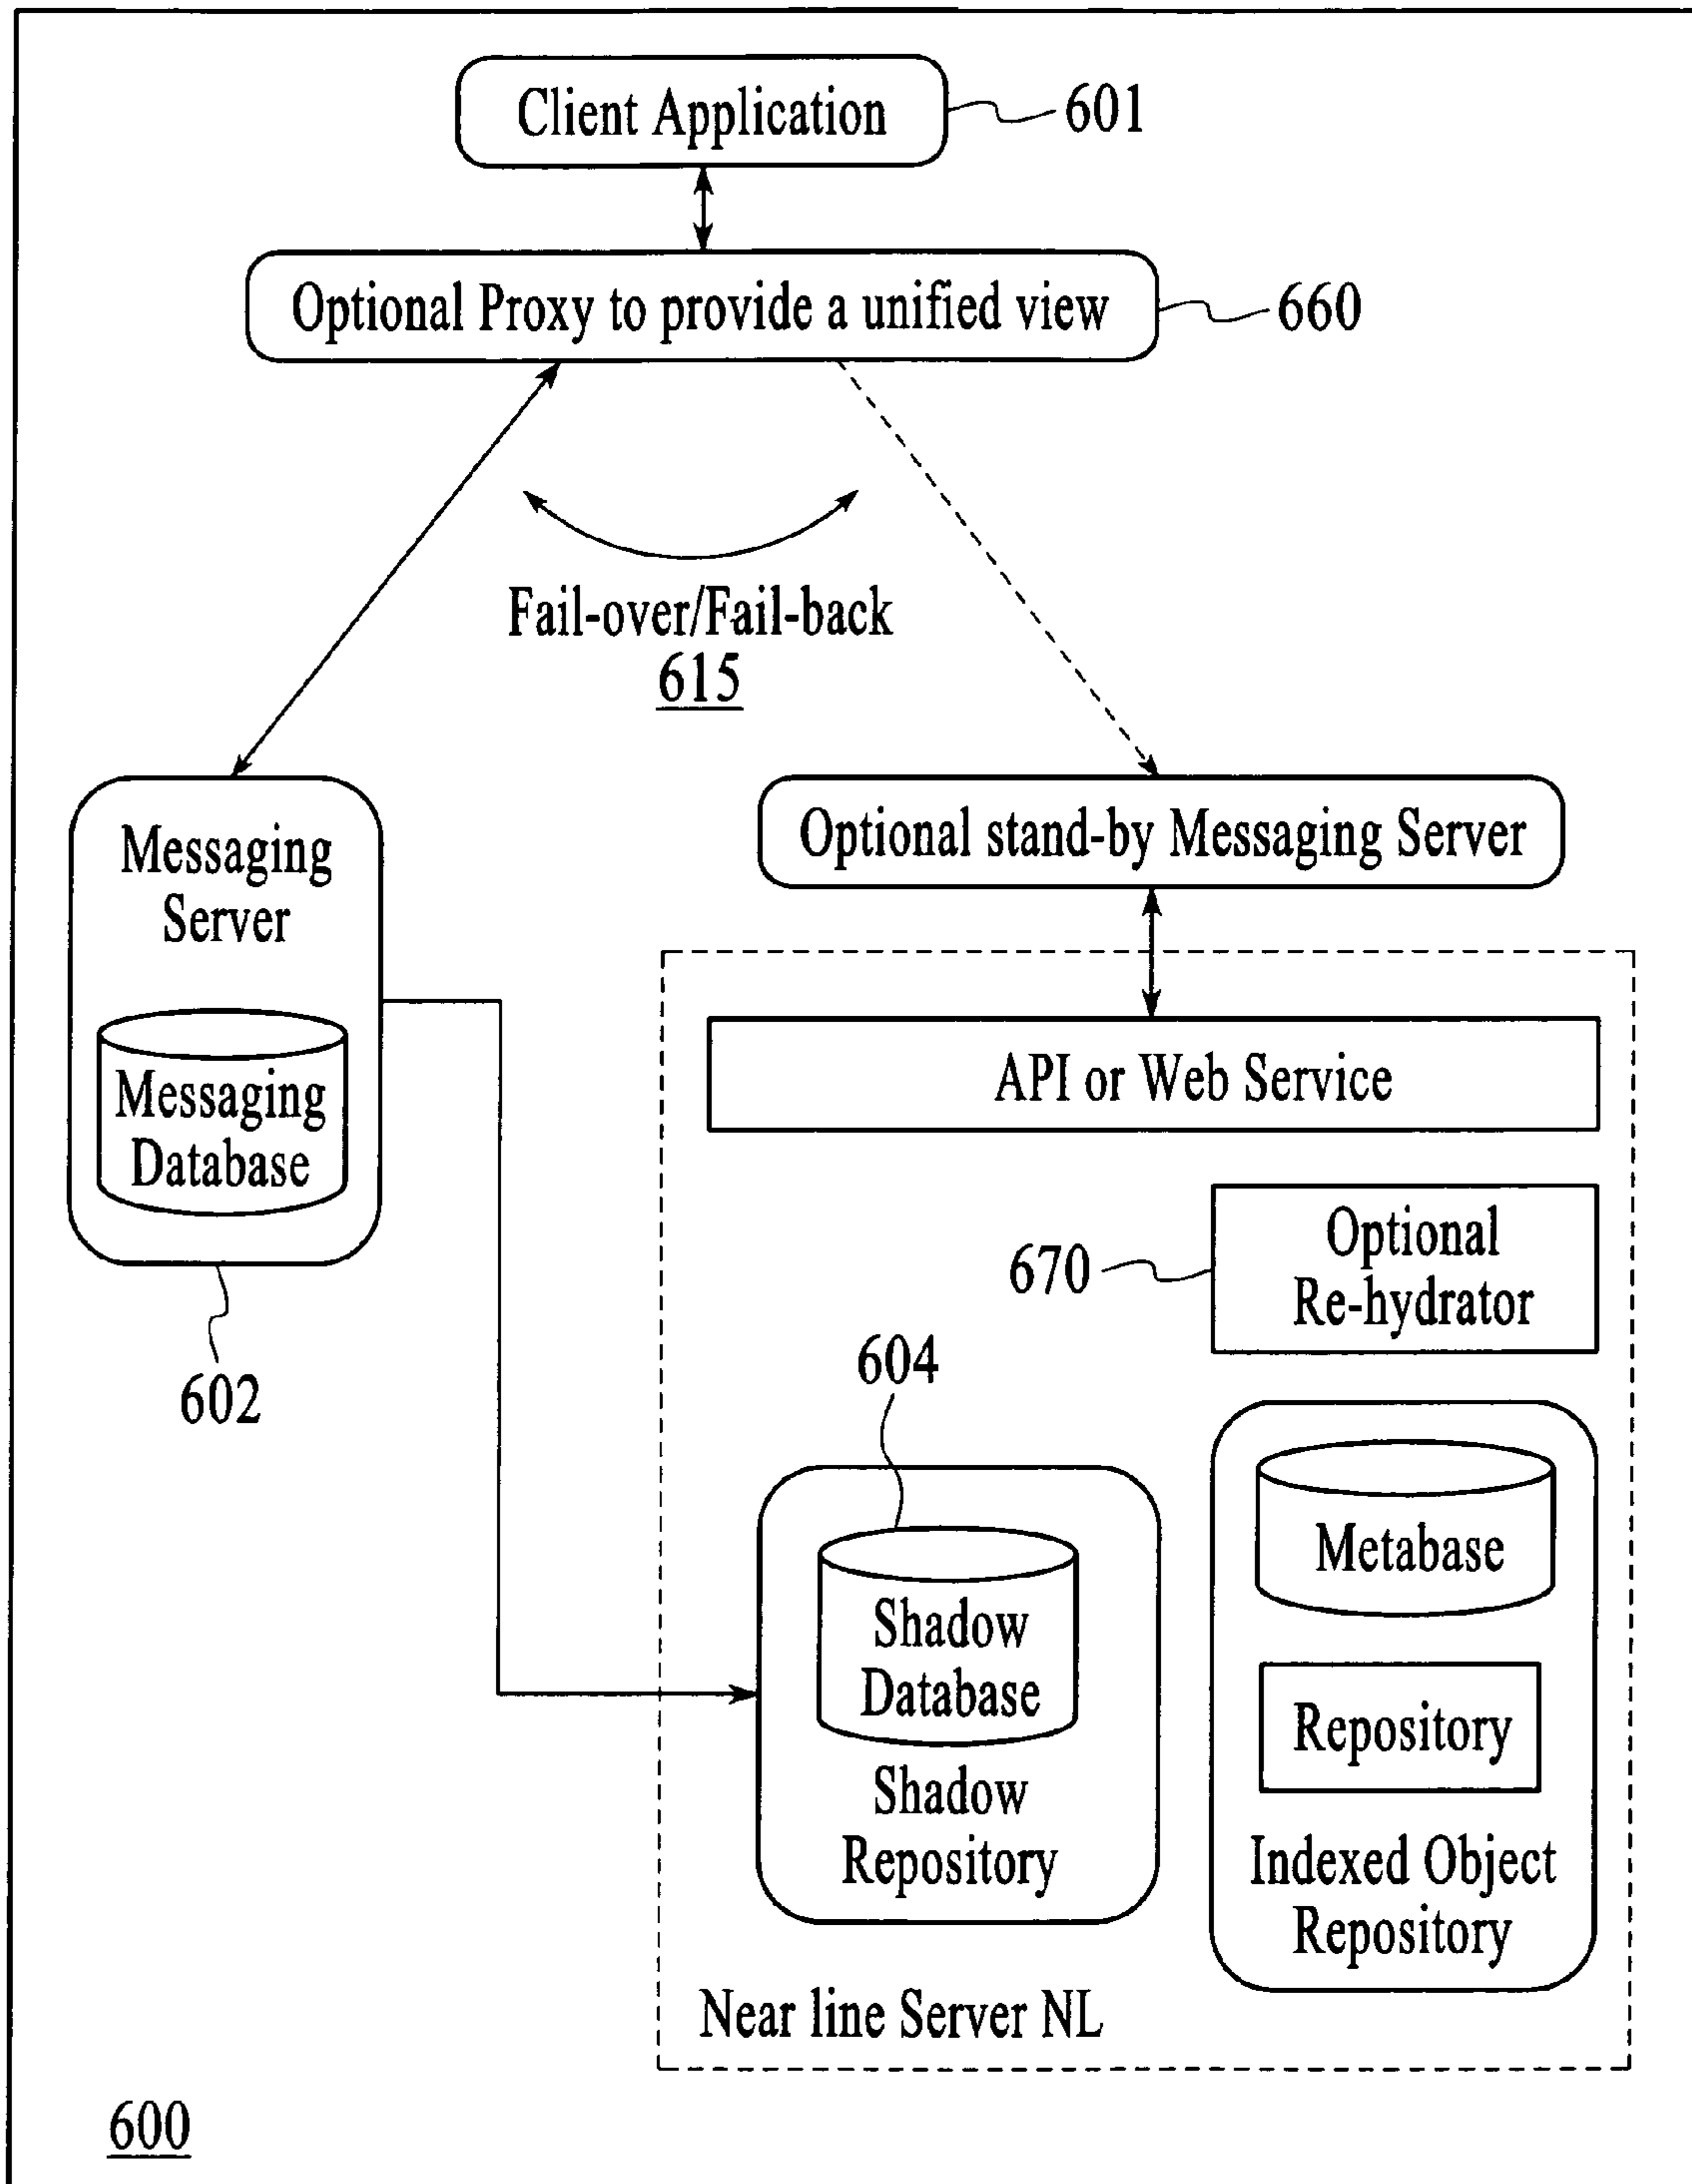 Client Application
601
Optional Proxy to provide a unified view
660
Fail-over/Fail-back
615
Messaging
Server
Messaging
Database
602
Optional stand-by Messaging Server
API or Web Service
Optional
Re-hydrator
670
604
Shadow
Database
Shadow
Repository
Metabase
Repository
Indexed Object
Repository
Near line Server NL
600